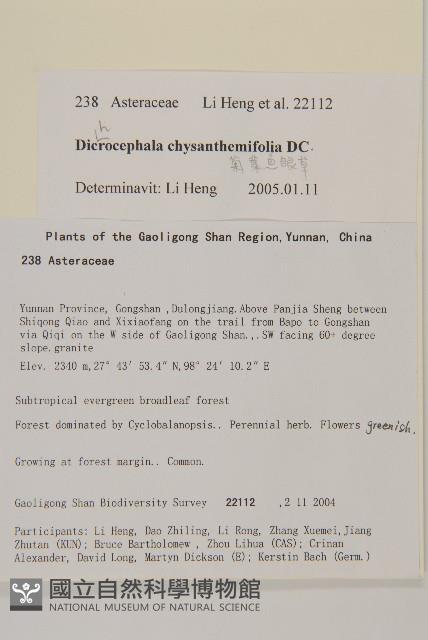 238 Asteraceae Li Heng et al. 22112
h
Dicrocephala chysanthemifolia DC.
菊葉魚眼草
Determinavit: Li Heng 2005.01.11
Plants of the Gaoligong Shan Region, Yunnan, China
238 Asteraceae
Yunnan Province, Gongshan ,Dulongjiang. Above Panjia Sheng between
Shiqong Qiao and Xixiaofang on the trail from Bapo to Gongshan
via Qiqi on the W side of Gaoligong Shan.,.SW facing 60+ degree
slope. granite
Elev. 2340 m, 27° 43′ 53.4″ N, 98° 24′ 10.2″ E
Subtropical evergreen broadleaf forest
Forest dominated by Cyclobalanopsis.. Perennial herb. Flowers greenish.
Growing at forest margin.. Common.
Gaoligong Shan Biodiversity Survey 22112 , 2 11 2004
Participants: Li Heng, Dao Zhiling, Li Rong, Zhang Xuemei, Jiang
Zhutan (KUN); Bruce Bartholomew , Zhou Lihua (CAS); Crinan
Alexander, David Long, Martyn Dickson (E); Kerstin Bach (Germ.)
國立自然科學博物館
NATIONAL MUSEUM OF NATURAL SCIENCE